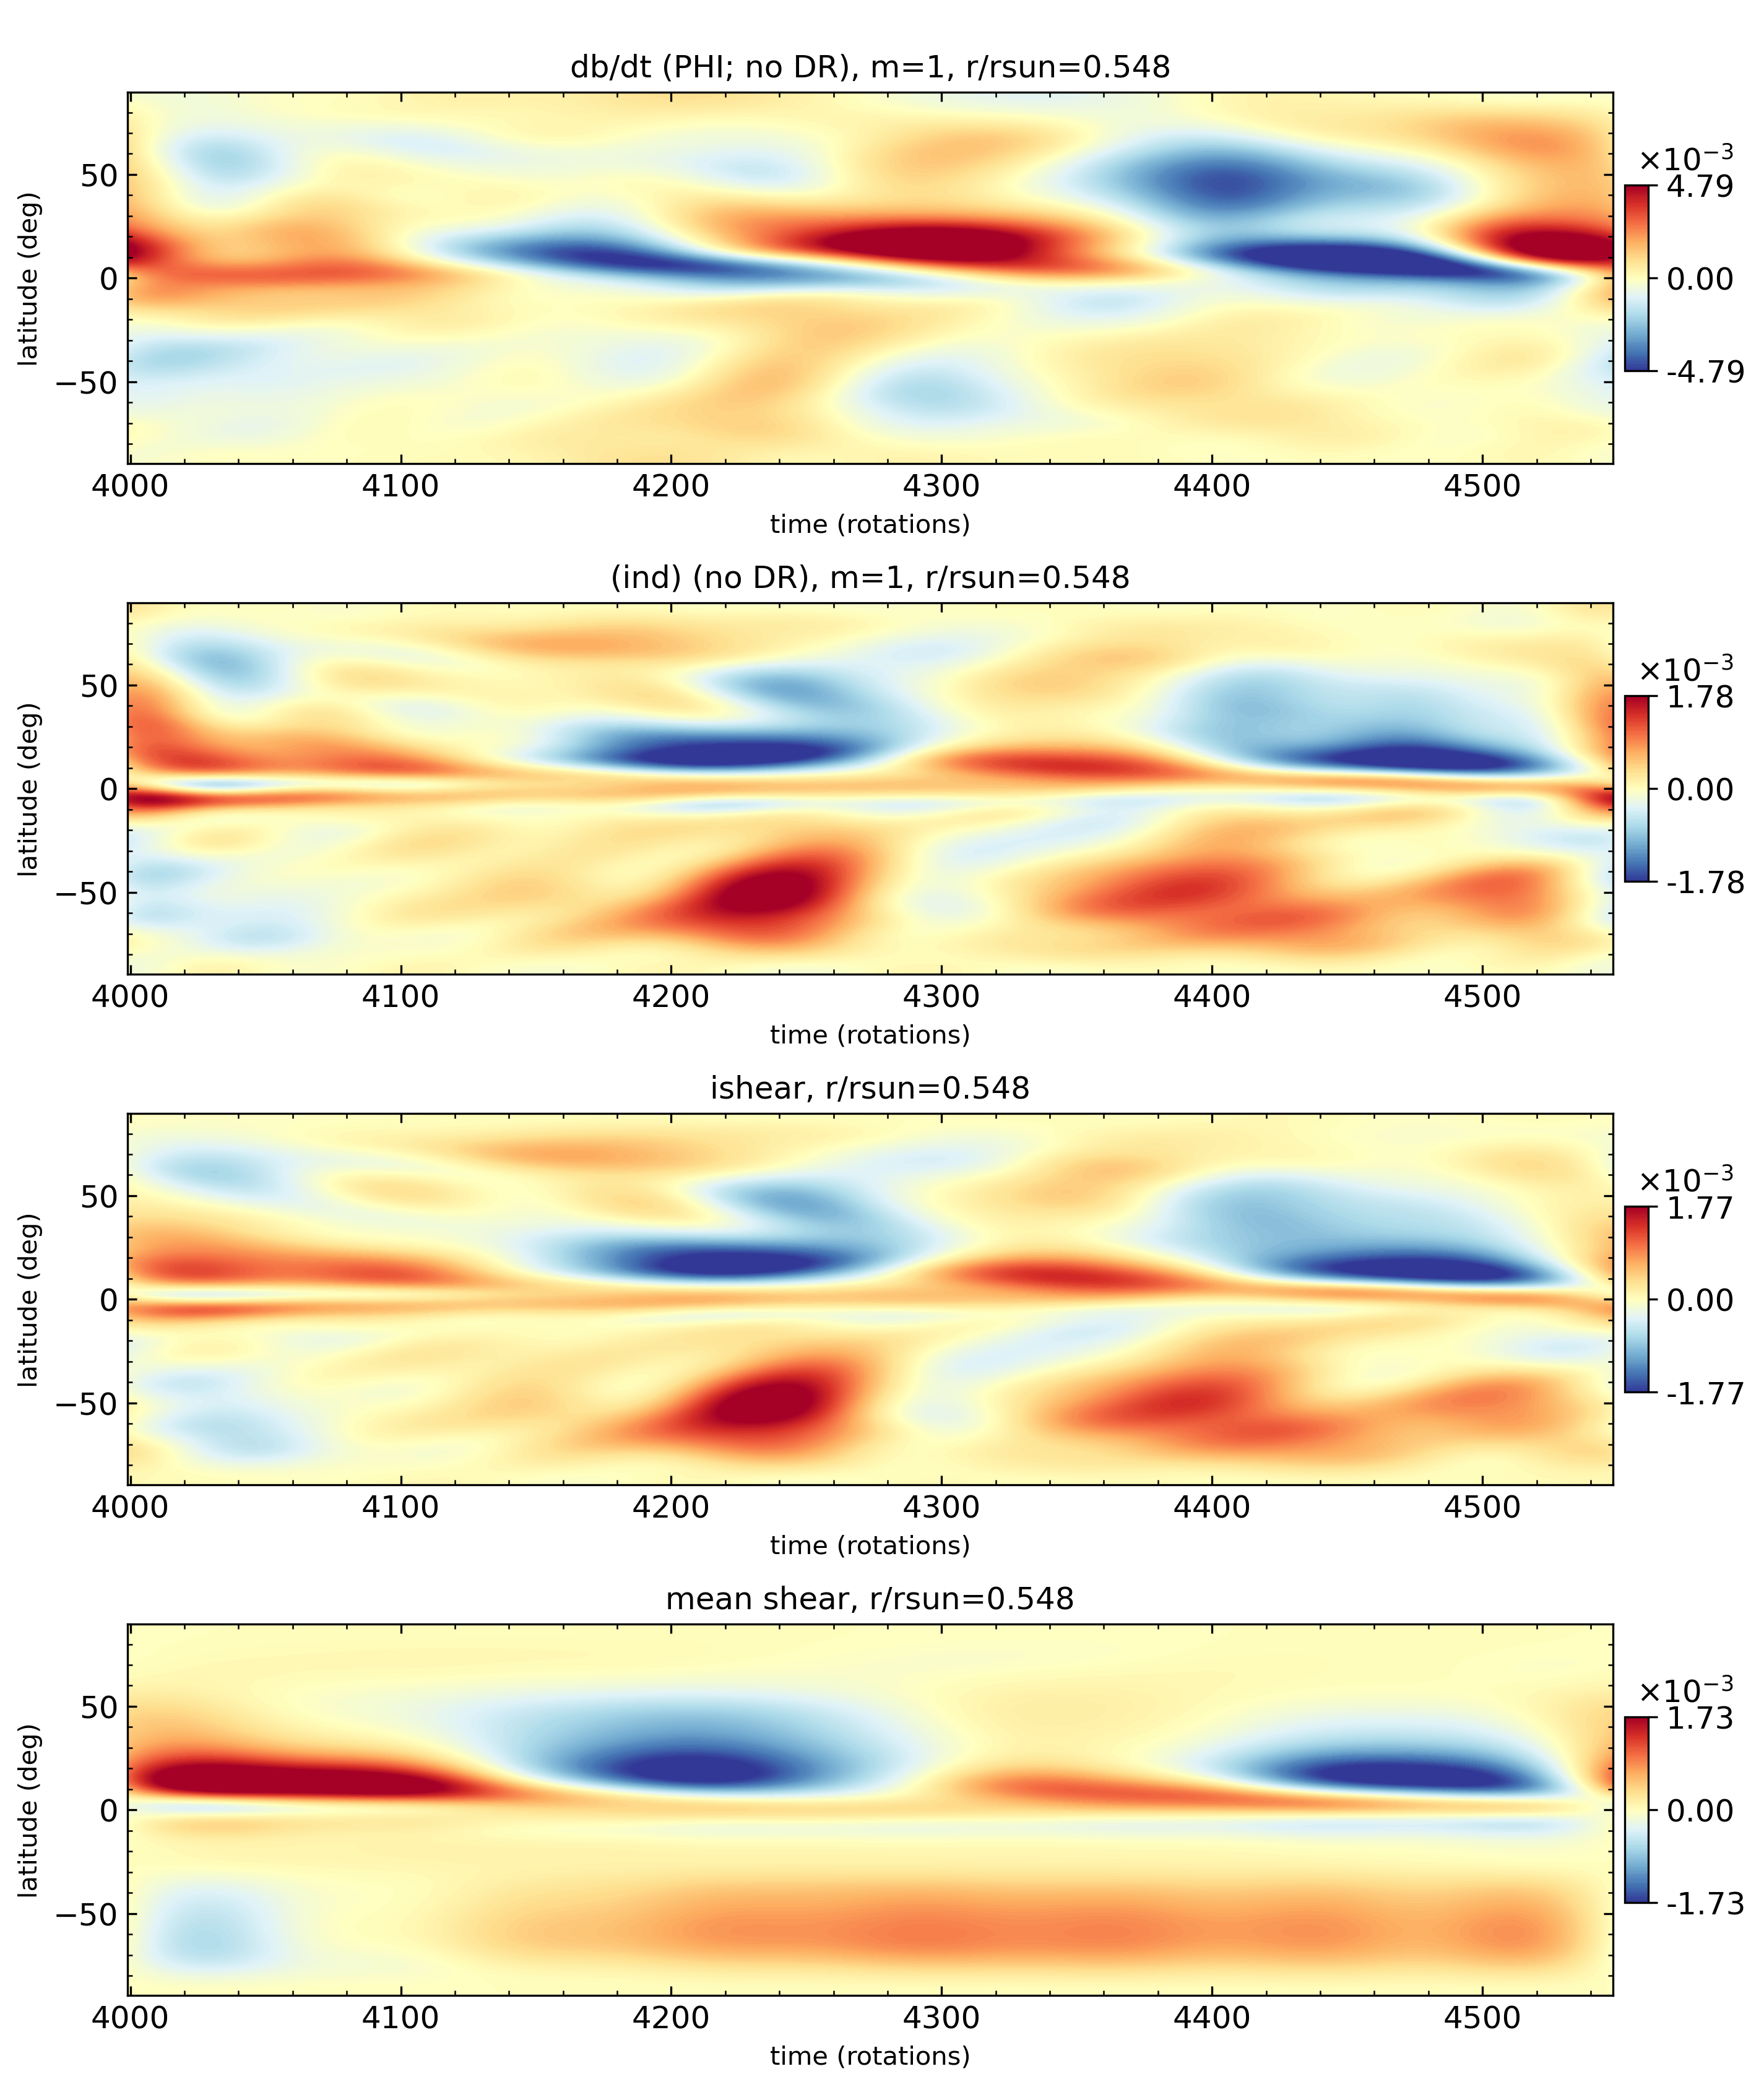 db/dt (PHI; no DR), m=1, r/rsun=0.548
latitude (deg)
50
0
−50
×10−3
4.79
0.00
-4.79
4000 4100 4200 4300 4400 4500
time (rotations)
(ind) (no DR), m=1, r/rsun=0.548
latitude (deg)
50
0
−50
×10−3
1.78
0.00
-1.78
4000 4100 4200 4300 4400 4500
time (rotations)
ishear, r/rsun=0.548
latitude (deg)
50
0
−50
×10−3
1.77
0.00
-1.77
4000 4100 4200 4300 4400 4500
time (rotations)
mean shear, r/rsun=0.548
latitude (deg)
50
0
−50
×10−3
1.73
0.00
-1.73
4000 4100 4200 4300 4400 4500
time (rotations)